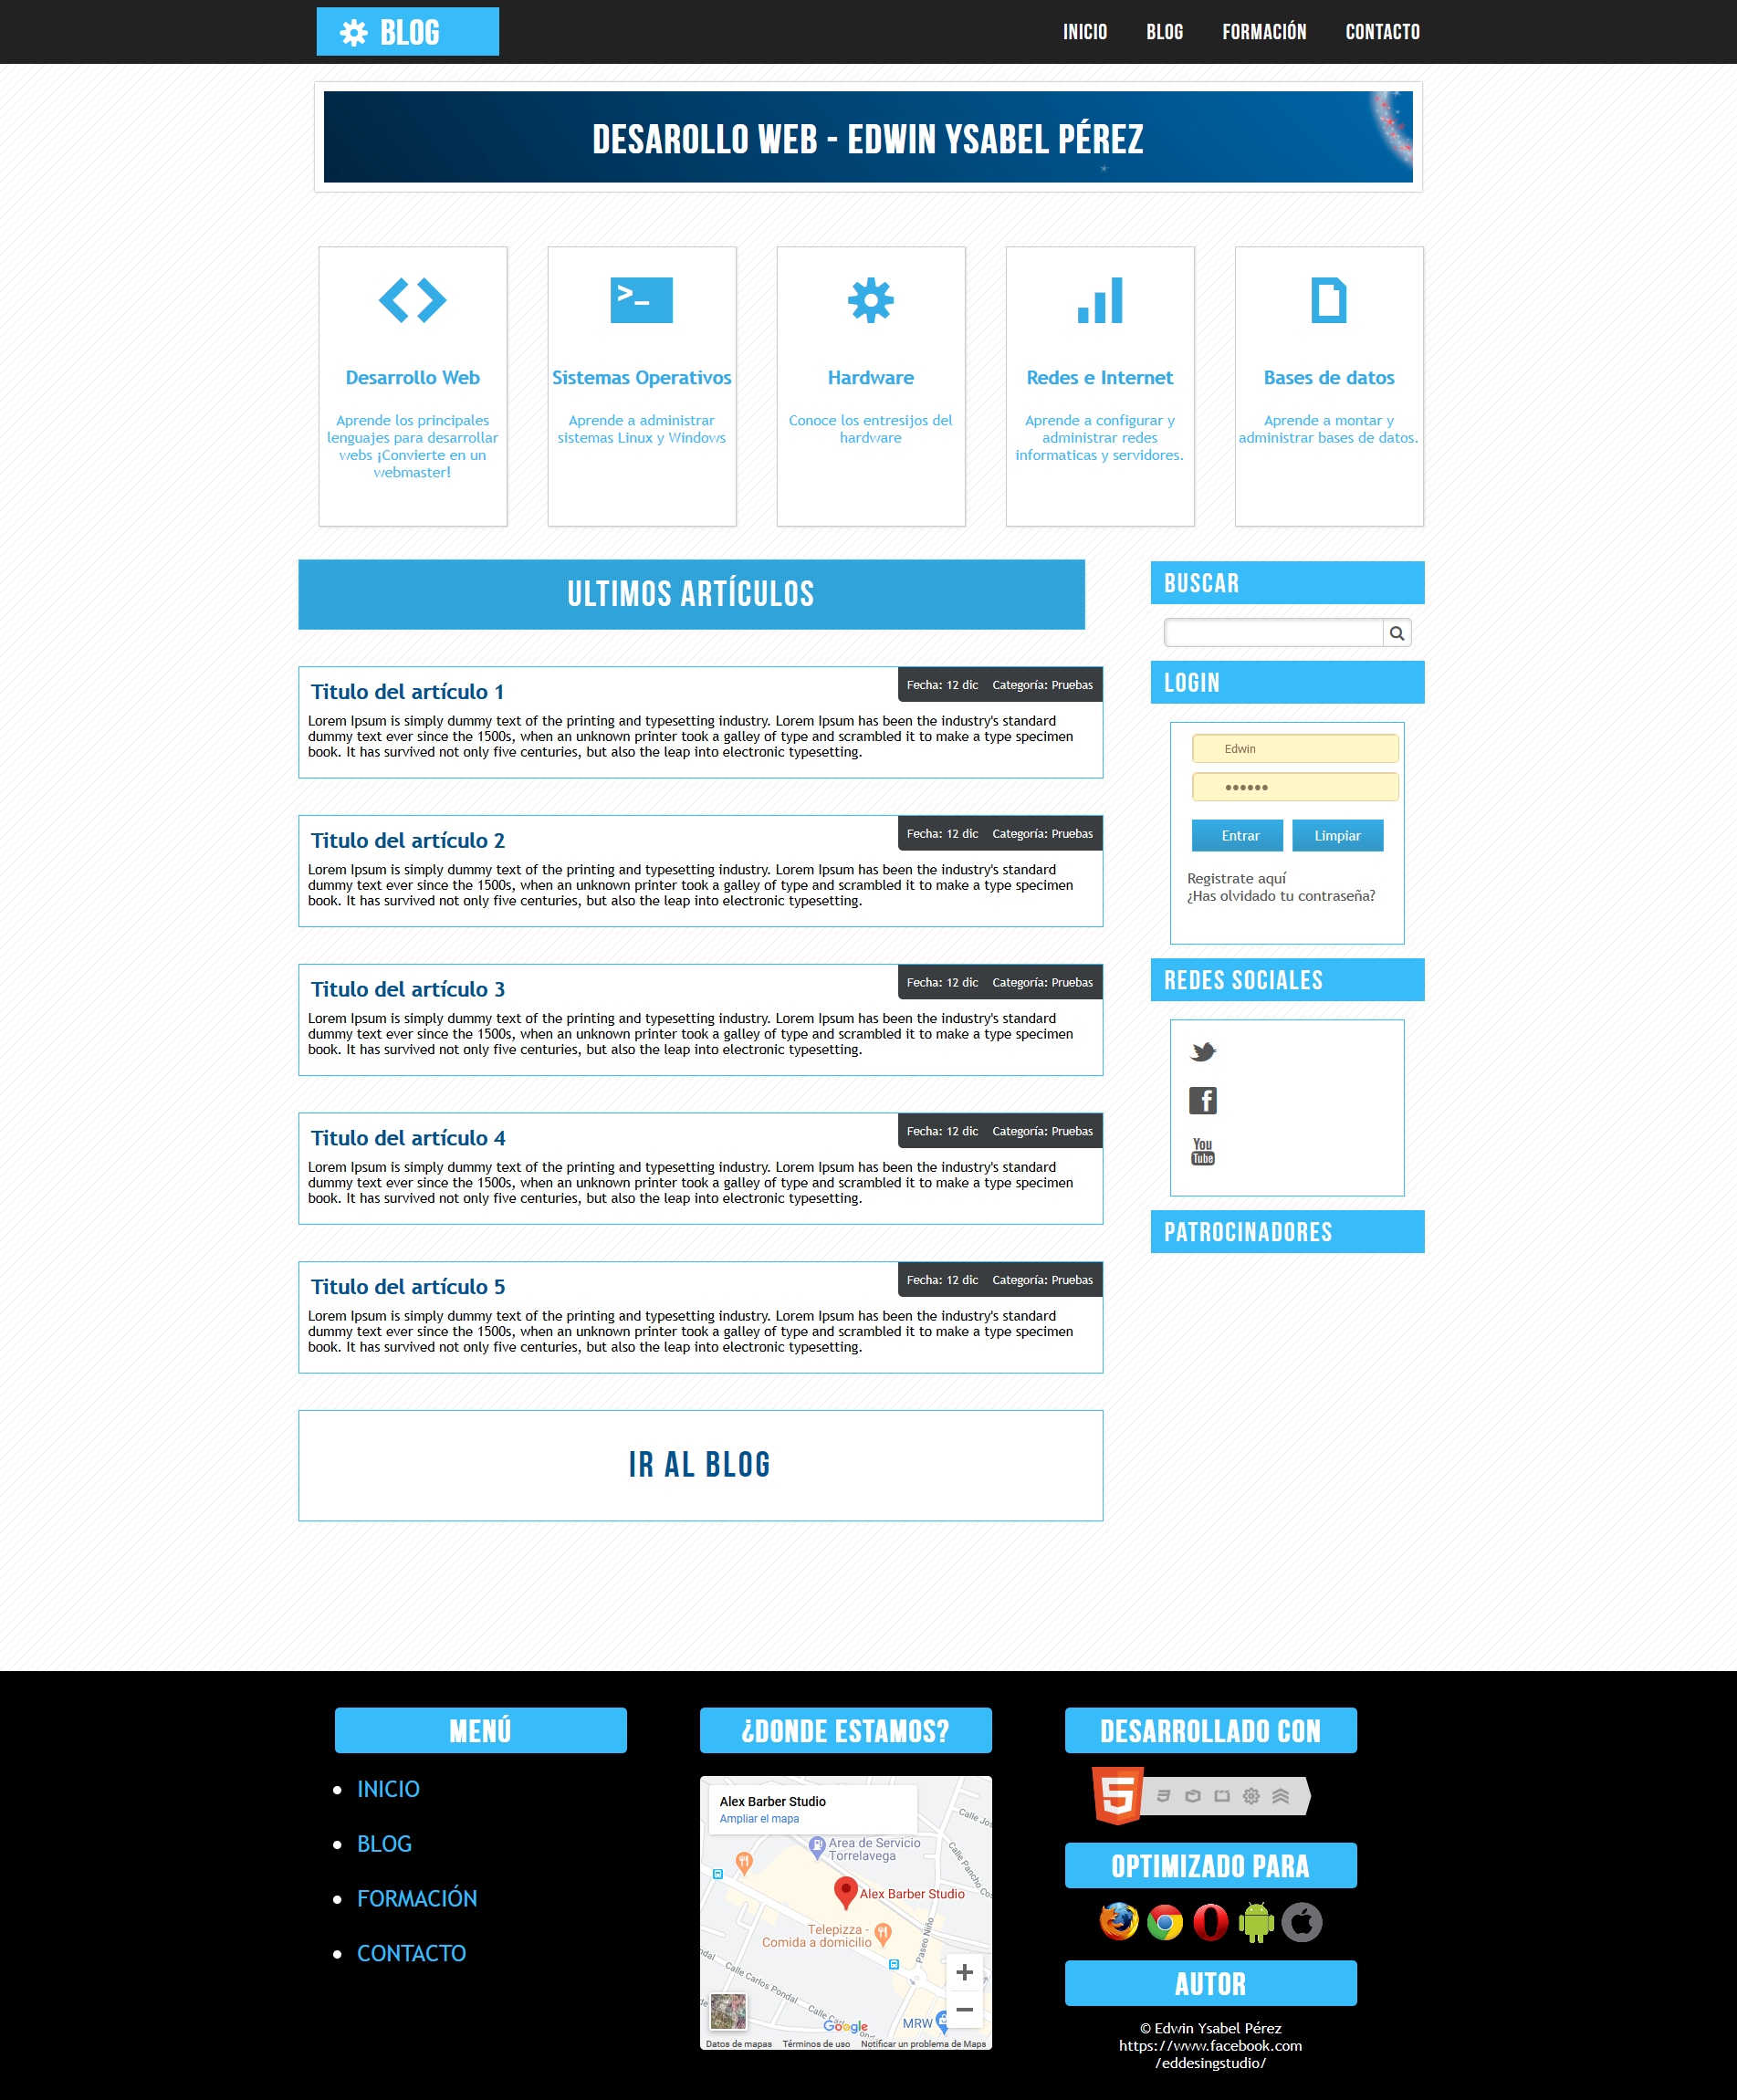 BLOG
INICIO
BLOG
FORMACIÓN
CONTACTO
DESAROLLO WEB - EDWIN YSABEL PÉREZ
>_
Desarrollo Web
Aprende los principales
lenguajes para desarrollar
webs ¡Convierte en un
webmaster!
Sistemas Operativos
Aprende a administrar
sistemas Linux y Windows
Hardware
Conoce los entresijos del
hardware
Redes e Internet
Aprende a configurar y
administrar redes
informaticas y servidores.
Bases de datos
Aprende a montar y
administrar bases de datos.
ULTIMOS ARTÍCULOS
Titulo del artículo 1
Fecha: 12 dic Categoría: Pruebas
Lorem Ipsum is simply dummy text of the printing and typesetting industry. Lorem Ipsum has been the industry's standard
dummy text ever since the 1500s, when an unknown printer took a galley of type and scrambled it to make a type specimen
book. It has survived not only five centuries, but also the leap into electronic typesetting.
Titulo del artículo 2
Fecha: 12 dic Categoría: Pruebas
Lorem Ipsum is simply dummy text of the printing and typesetting industry. Lorem Ipsum has been the industry's standard
dummy text ever since the 1500s, when an unknown printer took a galley of type and scrambled it to make a type specimen
book. It has survived not only five centuries, but also the leap into electronic typesetting.
Titulo del artículo 3
Fecha: 12 dic Categoría: Pruebas
Lorem Ipsum is simply dummy text of the printing and typesetting industry. Lorem Ipsum has been the industry's standard
dummy text ever since the 1500s, when an unknown printer took a galley of type and scrambled it to make a type specimen
book. It has survived not only five centuries, but also the leap into electronic typesetting.
Titulo del artículo 4
Fecha: 12 dic Categoría: Pruebas
Lorem Ipsum is simply dummy text of the printing and typesetting industry. Lorem Ipsum has been the industry's standard
dummy text ever since the 1500s, when an unknown printer took a galley of type and scrambled it to make a type specimen
book. It has survived not only five centuries, but also the leap into electronic typesetting.
Titulo del artículo 5
Fecha: 12 dic Categoría: Pruebas
Lorem Ipsum is simply dummy text of the printing and typesetting industry. Lorem Ipsum has been the industry's standard
dummy text ever since the 1500s, when an unknown printer took a galley of type and scrambled it to make a type specimen
book. It has survived not only five centuries, but also the leap into electronic typesetting.
IR AL BLOG
BUSCAR
LOGIN
Edwin
••••••
Entrar
Limpiar
Registrate aquí
¿Has olvidado tu contraseña?
REDES SOCIALES
You
Tube
PATROCINADORES
MENÚ
INICIO
BLOG
FORMACIÓN
CONTACTO
¿DONDE ESTAMOS?
Alex Barber Studio
Ampliar el mapa
Calle Jos
Area de Servicio
Torrelavega
Calle Pancho Cos
Alex Barber Studio
Telepizza -
Comida a domicilio
Paseo Niño
ndal
Calle Carlos Pondal
Calle Carl
Pondal
Google
MRW
Datos de mapas
Términos de uso
Notificar un problema de Maps
DESARROLLADO CON
5
OPTIMIZADO PARA
AUTOR
© Edwin Ysabel Pérez
https://www.facebook.com
/eddesingstudio/